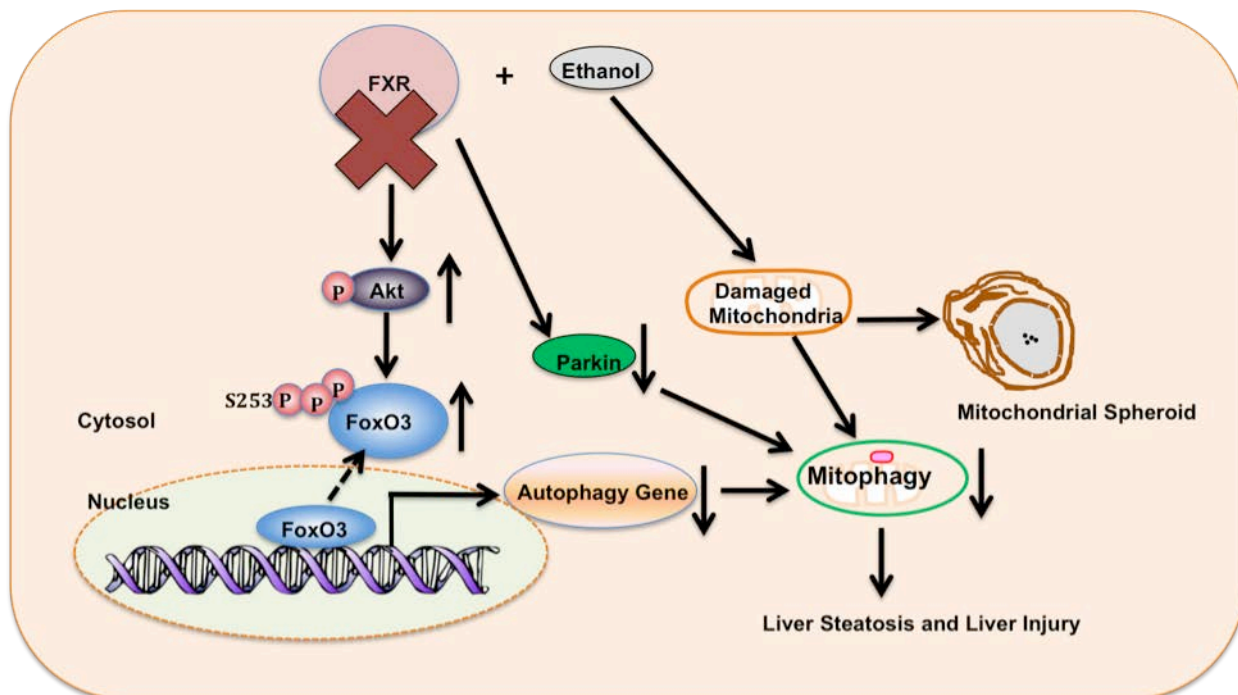 FXR
+
Ethanol
P
Akt
Damaged
Mitochondria
Parkin
S253
P
P
P
FoxO3
Mitochondrial Spheroid
Cytosol
Nucleus
FoxO3
Autophagy Gene
Mitophagy
Liver Steatosis and Liver Injury